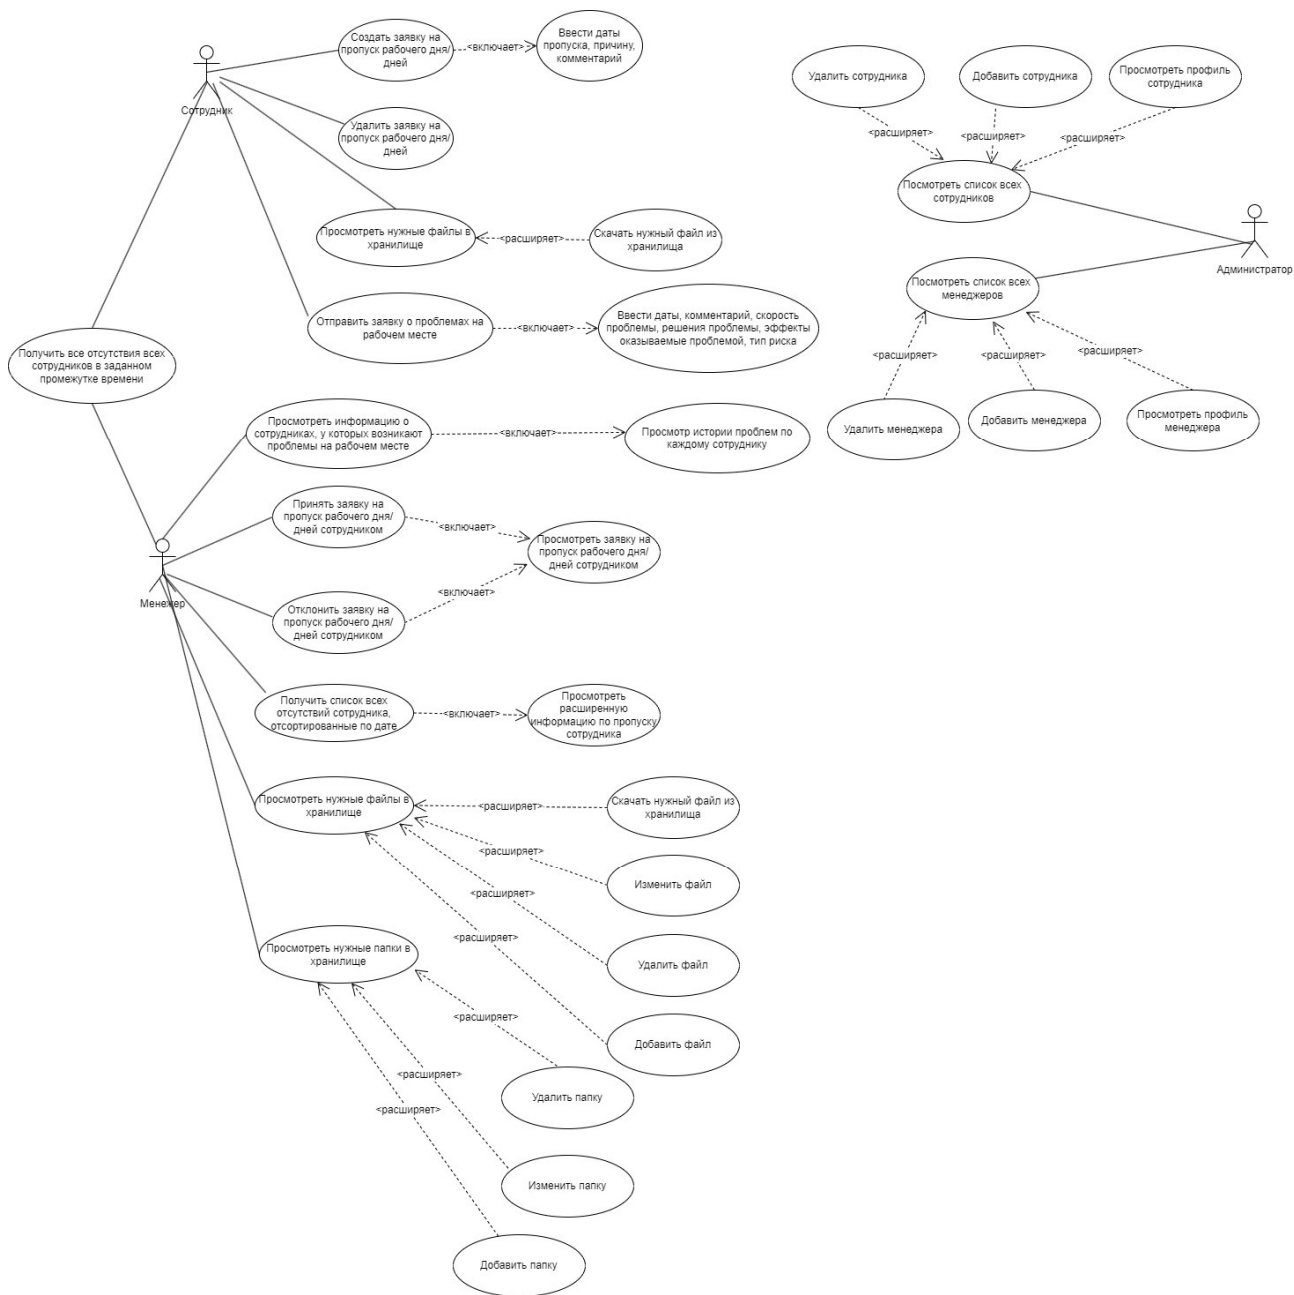 Создать заявку на
пропуск рабочего дня/
дней
<включает>
Ввести даты
пропуска, причину,
комментарий
Сотрудник
Удалить заявку на
пропуск рабочего дня/
дней
Просмотреть нужные файлы в
хранилище
<расширяет>
Скачать нужный файл из
хранилища
Отправить заявку о проблемах на
рабочем месте
<включает>
Ввести даты, комментарий, скорость
проблемы, решения проблемы, эффекты
оказываемые проблемой, тип риска
Получить все отсутствия всех
сотрудников в заданном
промежутке времени
Удалить сотрудника
Добавить сотрудника
Просмотреть профиль
сотрудника
<расширяет>
<расширяет>
<расширяет>
Посмотреть список всех
сотрудников
Администратор
Посмотреть список всех
менеджеров
<расширяет>
<расширяет>
<расширяет>
Удалить менеджера
Добавить менеджера
Просмотреть профиль
менеджера
Просмотреть информацию о
сотрудниках, у которых возникают
проблемы на рабочем месте
<включает>
Просмотр истории проблем по
каждому сотруднику
Принять заявку на
пропуск рабочего дня/
дней сотрудником
<включает>
Просмотреть заявку на
пропуск рабочего дня/
дней сотрудником
Менежер
<включает>
Отклонить заявку на
пропуск рабочего дня/
дней сотрудником
Получить список всех
отсутствий сотрудника,
отсортированные по дате
<включает>
Просмотреть
расширенную
информацию по пропуску
сотрудника
Просмотреть нужные файлы в
хранилище
<расширяет>
Скачать нужный файл из
хранилища
<расширяет>
Изменить файл
<расширяет>
Удалить файл
<расширяет>
Добавить файл
Просмотреть нужные папки в
хранилище
<расширяет>
Удалить папку
<расширяет>
Изменить папку
<расширяет>
Добавить папку